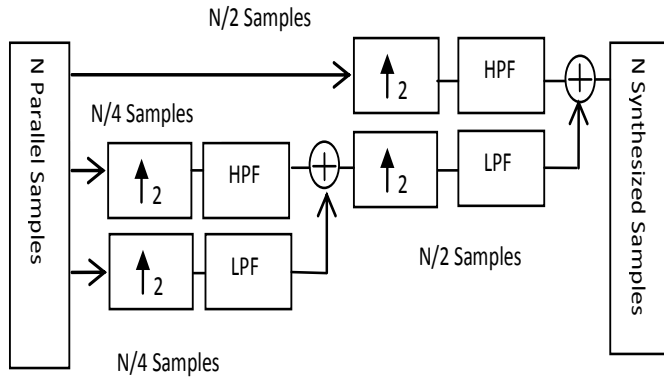 N/2 Samples
N Parallel Samples
2
HPF
N Synthesized Samples
N/4 Samples
2
HPF
2
LPF
2
LPF
N/2 Samples
N/4 Samples